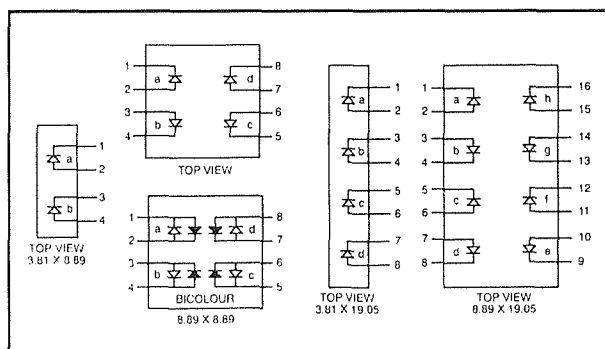 1
a
2
3
b
4
TOP VIEW
3.81 X 8.89
1
2
a
3
4
b
8
d
7
6
c
5
TOP VIEW
1
2
a
3
4
b
8
d
7
6
c
5
BICOLOUR
8.89 X 8.89
1
a
2
3
b
4
5
c
6
7
d
8
TOP VIEW
3.81 X 19.05
1
a
2
3
b
4
5
c
6
7
d
8
16
h
15
14
g
13
12
f
11
10
e
9
TOP VIEW
8.89 X 19.05